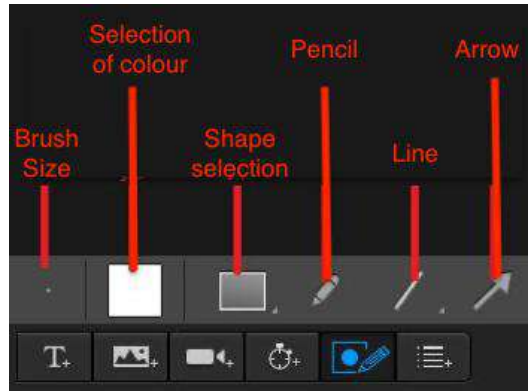 Selection
of colour
Pencil
Arrow
Brush
Size
Shape
selection
Line
T+